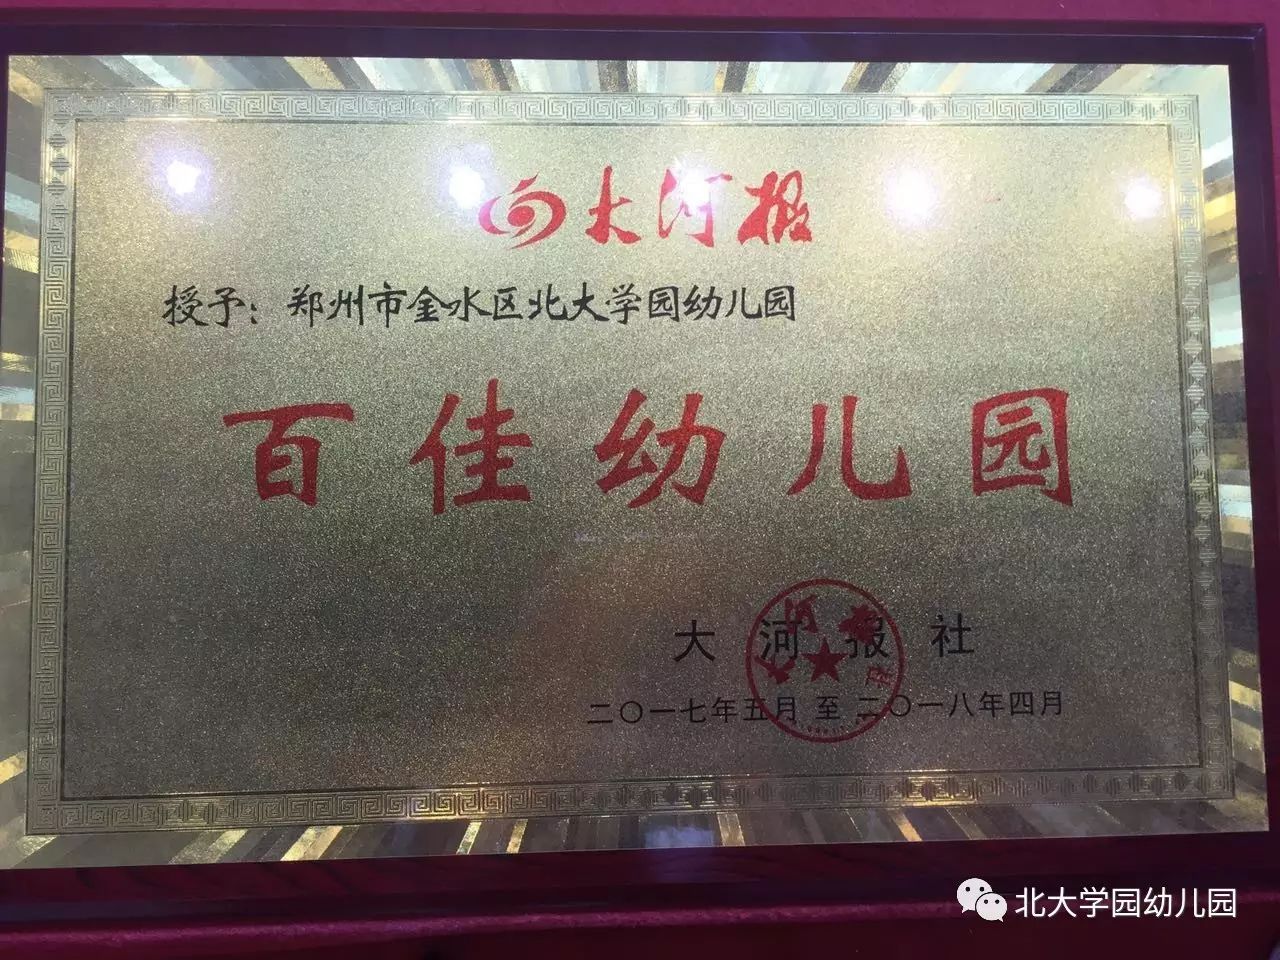 大河报
授予：郑州市金水区北大学园幼儿园
百佳幼儿园
大河报社
二〇一七年五月 至 二〇一八年四月
北大学园幼儿园